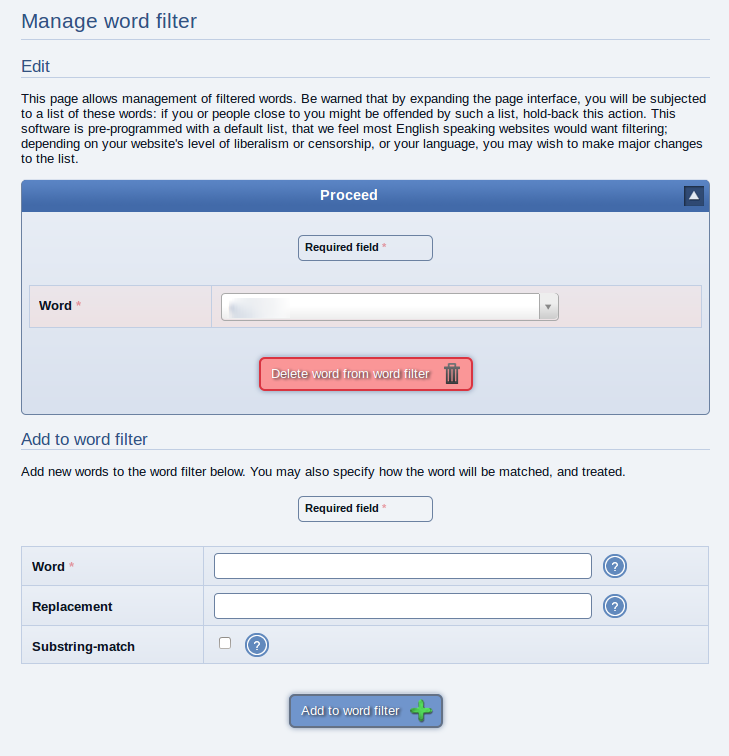 Manage word filter
Edit
This page allows management of filtered words. Be warned that by expanding the page interface, you will be subjected
to a list of these words: if you or people close to you might be offended by such a list, hold-back this action. This
software is pre-programmed with a default list, that we feel most English speaking websites would want filtering;
depending on your website's level of liberalism or censorship, or your language, you may wish to make major changes
to the list.
Proceed
Required field *
Word *
Delete word from word filter
Add to word filter
Add new words to the word filter below. You may also specify how the word will be matched, and treated.
Required field *
Word * ?
Replacement ?
Substring-match ?
Add to word filter